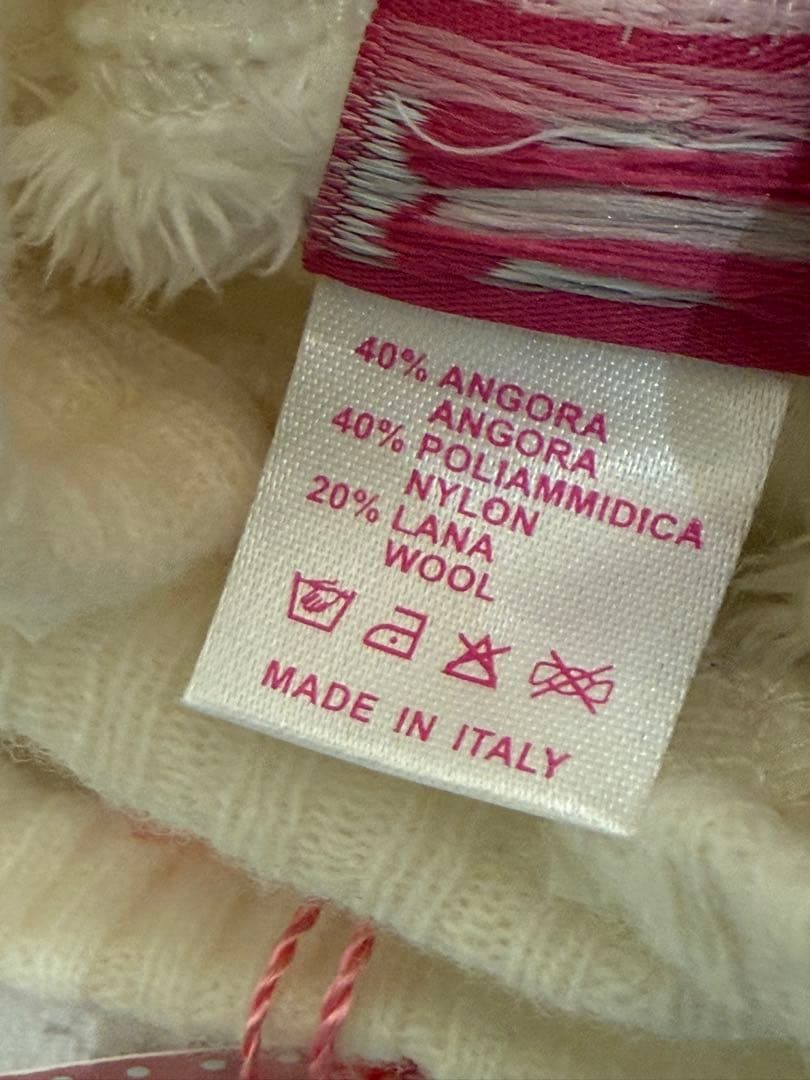 40% ANGORA
ANGORA
40% POLIAMMIDICA
NYLON
20% LANA
WOOL
MADE IN ITALY